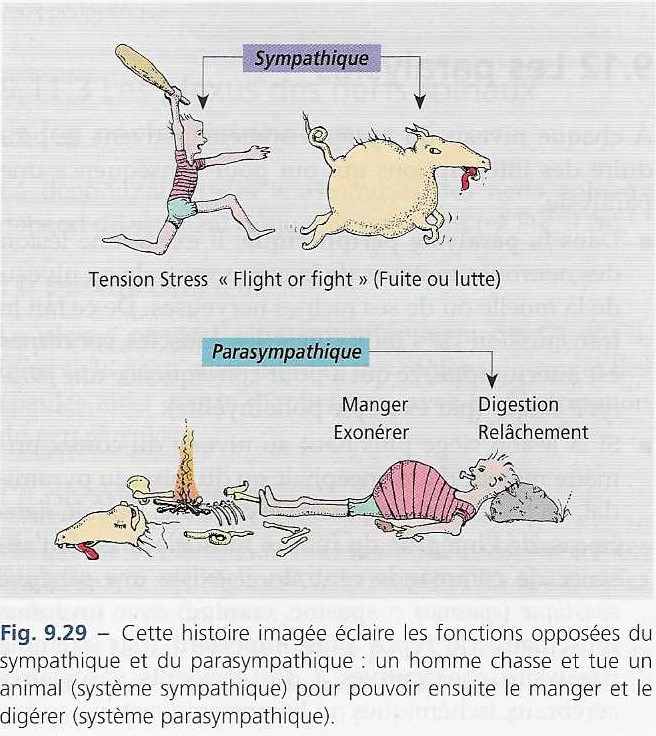 Sympathique
Tension Stress « Flight or fight » (Fuite ou lutte)
Parasympathique
Manger Digestion
Exonérer Relâchement
Fig. 9.29 – Cette histoire imagée éclaire les fonctions opposées du
sympathique et du parasympathique : un homme chasse et tue un
animal (système sympathique) pour pouvoir ensuite le manger et le
digérer (système parasympathique).